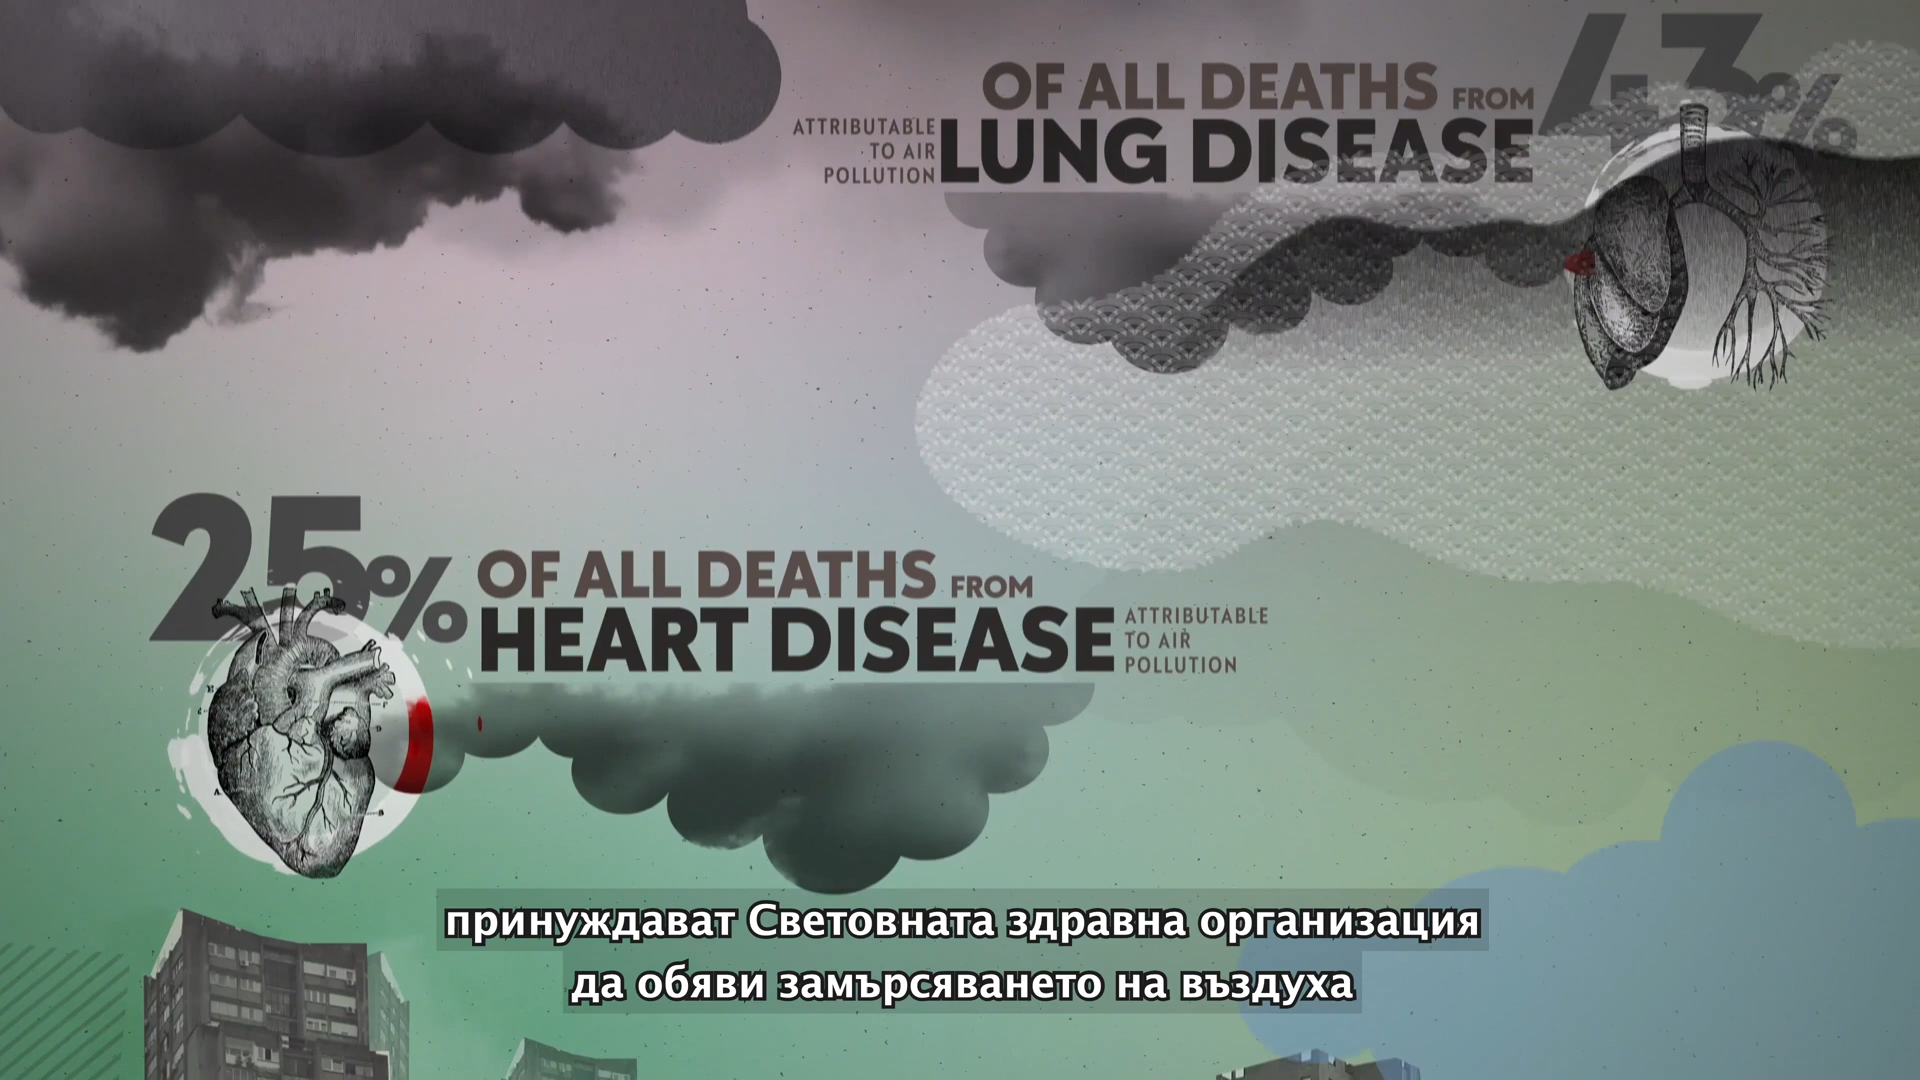 OF ALL DEATHS FROM
43%
ATTRIBUTABLE
TO AIR
POLLUTION
LUNG DISEASE
25%
OF ALL DEATHS FROM
HEART DISEASE
ATTRIBUTABLE
TO AIR
POLLUTION
принуждават Световната здравна организация
да обяви замърсяването на въздуха